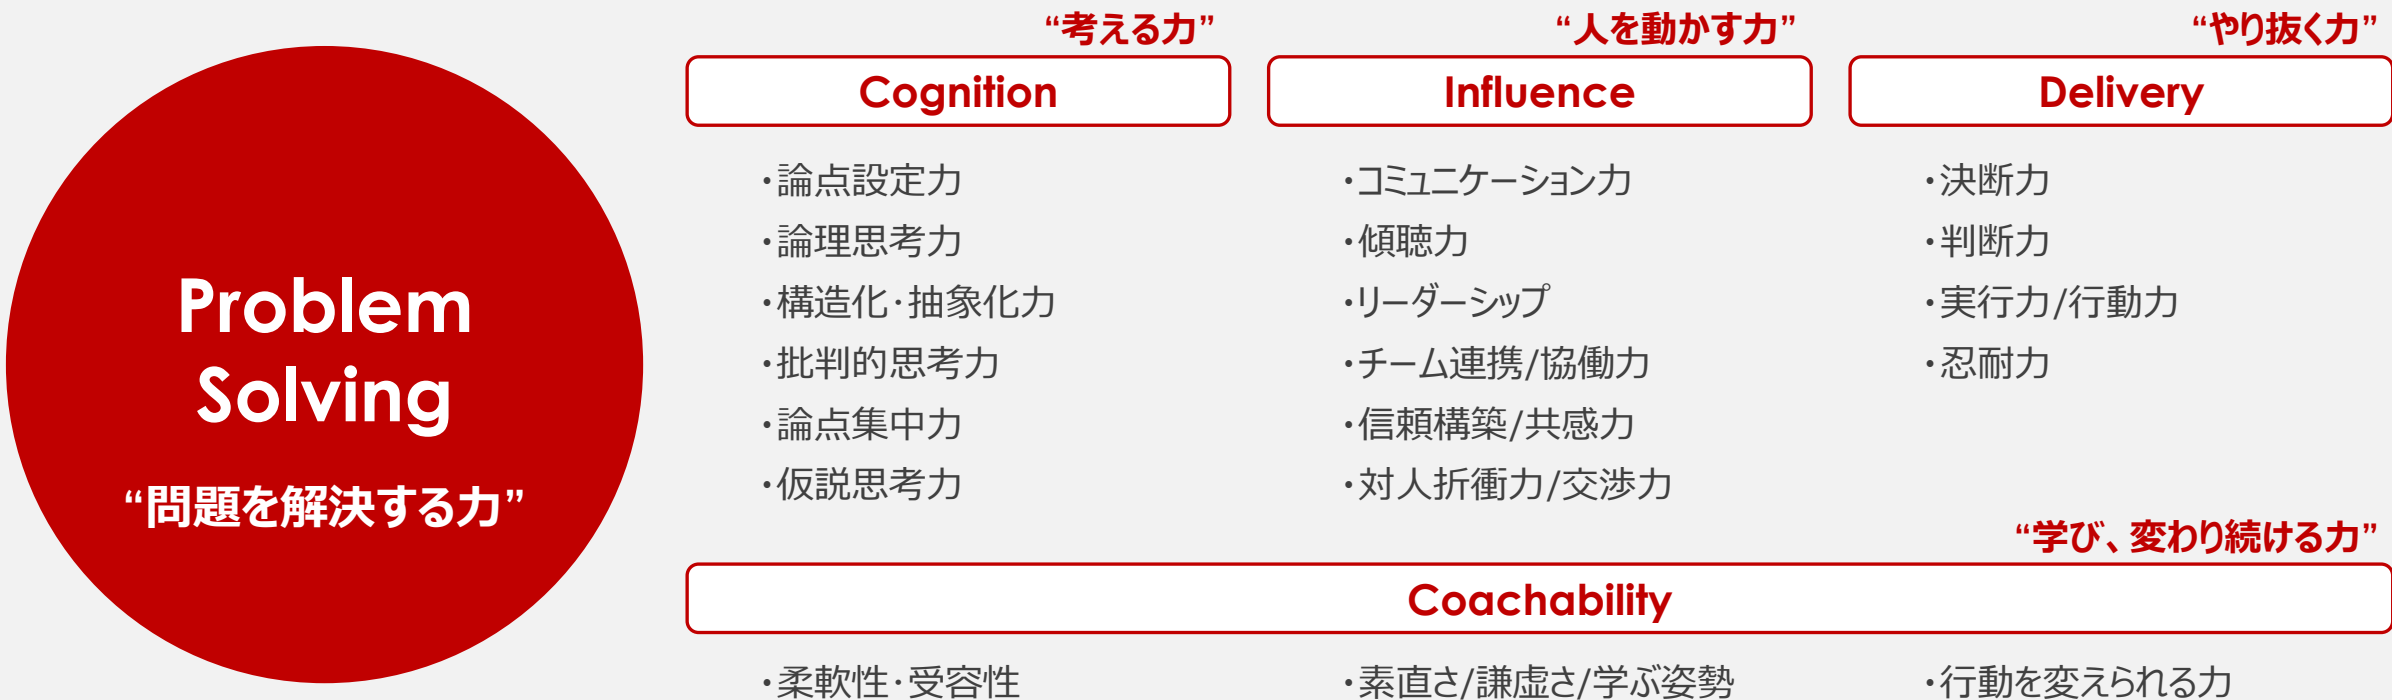 Problem
Solving
“問題を解決する力”
“考える力”
Cognition
・論点設定力
・論理思考力
・構造化・抽象化力
・批判的思考力
・論点集中力
・仮説思考力
“人を動かす力”
Influence
・コミュニケーション力
・傾聴力
・リーダーシップ
・チーム連携/協働力
・信頼構築/共感力
・対人折衝力/交渉力
“やり抜く力”
Delivery
・決断力
・判断力
・実行力/行動力
・忍耐力
“学び、変わり続ける力”
Coachability
・柔軟性・受容性
・素直さ/謙虚さ/学ぶ姿勢
・行動を変えられる力